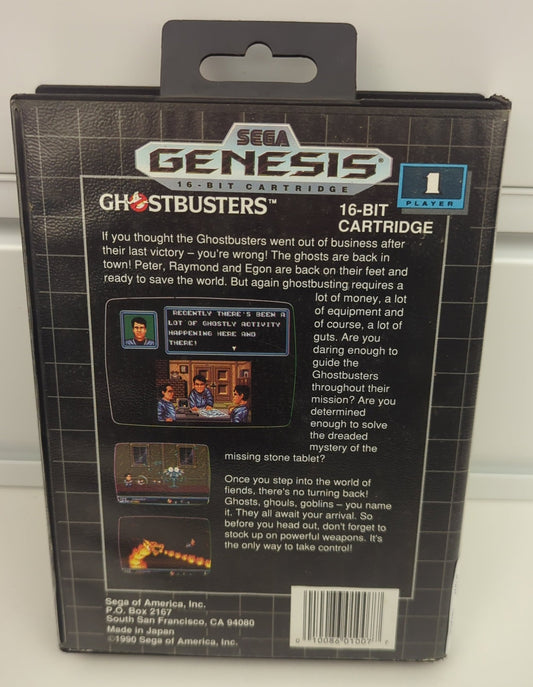 SEGA
GENESIS®
16-BIT CARTRIDGE
1
PLAYER
GHOSTBUSTERS™
16-BIT
CARTRIDGE
If you thought the Ghostbusters went out of business after
their last victory – you're wrong! The ghosts are back in
town! Peter, Raymond and Egon are back on their feet and
ready to save the world. But again ghostbusting requires a
lot of money, a lot
of equipment and
of course, a lot of
guts. Are you
daring enough to
guide the
Ghostbusters
throughout their
mission? Are you
determined
enough to solve
the dreaded
mystery of the
missing stone tablet?
RECENTLY THERE'S BEEN A
LOT OF GHOSTLY ACTIVITY
HAPPENING HERE AND
THERE!
Once you step into the world of
fiends, there's no turning back!
Ghosts, ghouls, goblins – you name
it. They all await your arrival. So
before you head out, don't forget to
stock up on powerful weapons. It's
the only way to take control!
Sega of America, Inc.
P.O. Box 2167
South San Francisco, CA 94080
Made in Japan
©1990 Sega of America, Inc.
0 10086 01007 F